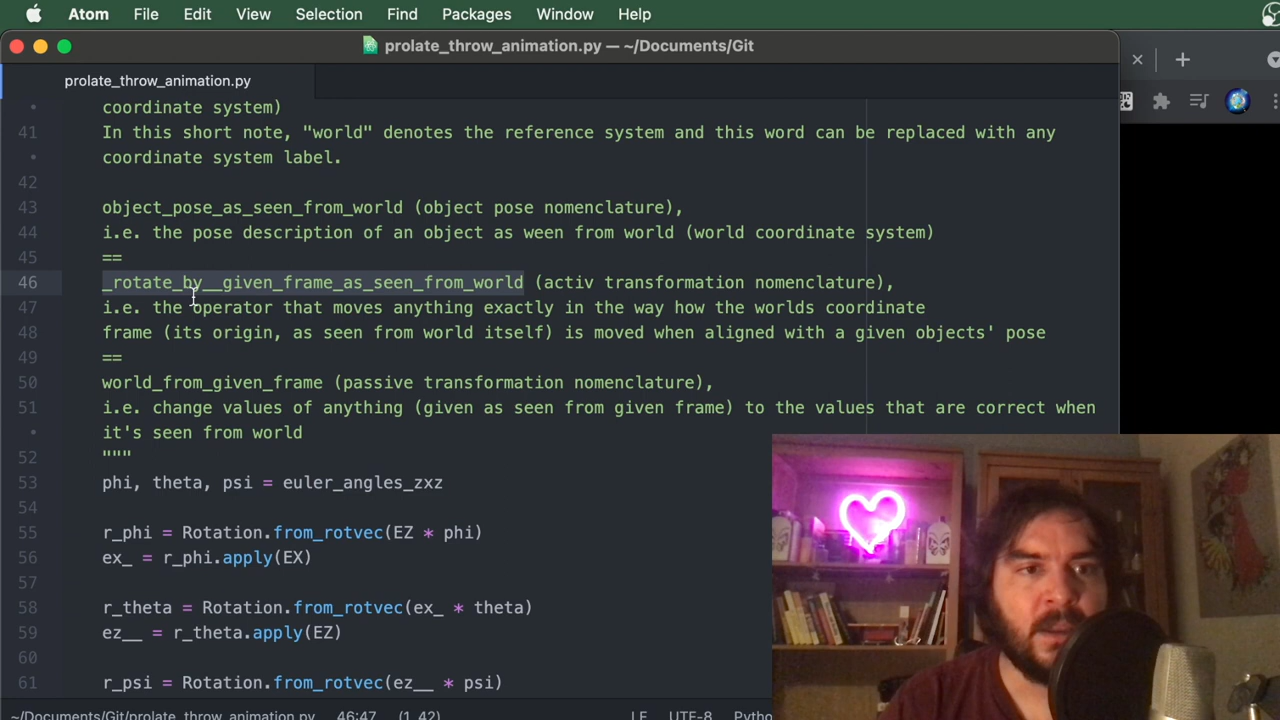 Atom File Edit View Selection Find Packages Window Help
prolate_throw_animation.py — ~/Documents/Git
prolate_throw_animation.py
coordinate system)
41 In this short note, "world" denotes the reference system and this word can be replaced with any
coordinate system label.
42
43 object_pose_as_seen_from_world (object pose nomenclature),
44 i.e. the pose description of an object as ween from world (world coordinate system)
45 ==
46 _rotate_by__given_frame_as_seen_from_world (activ transformation nomenclature),
47 i.e. the operator that moves anything exactly in the way how the worlds coordinate
48 frame (its origin, as seen from world itself) is moved when aligned with a given objects' pose
49 ==
50 world_from_given_frame (passive transformation nomenclature),
51 i.e. change values of anything (given as seen from given frame) to the values that are correct when
it's seen from world
52 """
53 phi, theta, psi = euler_angles_zxz
54
55 r_phi = Rotation.from_rotvec(EZ * phi)
56 ex_ = r_phi.apply(EX)
57
58 r_theta = Rotation.from_rotvec(ex_ * theta)
59 ez__ = r_theta.apply(EZ)
60
61 r_psi = Rotation.from_rotvec(ez__ * psi)
~/Documents/Git/prolate_throw_animation.py 46:47 (1, 42) LF UTF-8 Python